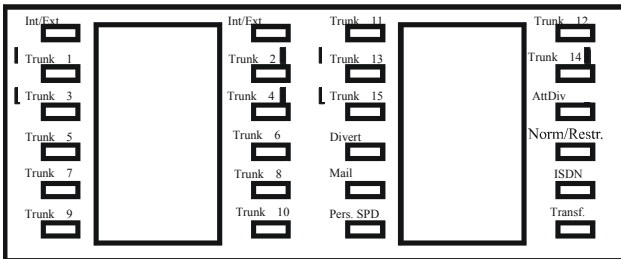 Int/Ext Int/Ext Trunk 11 Trunk 12
Trunk 1 Trunk 2 Trunk 13 Trunk 14
Trunk 3 Trunk 4 Trunk 15 AttDiv
Trunk 5 Trunk 6 Divert Norm/Restr.
Trunk 7 Trunk 8 Mail ISDN
Trunk 9 Trunk 10 Pers. SPD Transf.